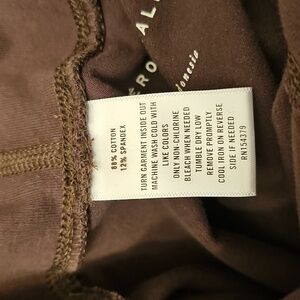 88% COTTON
12% SPANDEX
TURN GARMENT INSIDE OUT
MACHINE WASH COLD WITH
LIKE COLORS
ONLY NON-CHLORINE
BLEACH WHEN NEEDED
TUMBLE DRY LOW
REMOVE PROMPTLY
COOL IRON ON REVERSE
SIDE IF NEEDED
RN154379